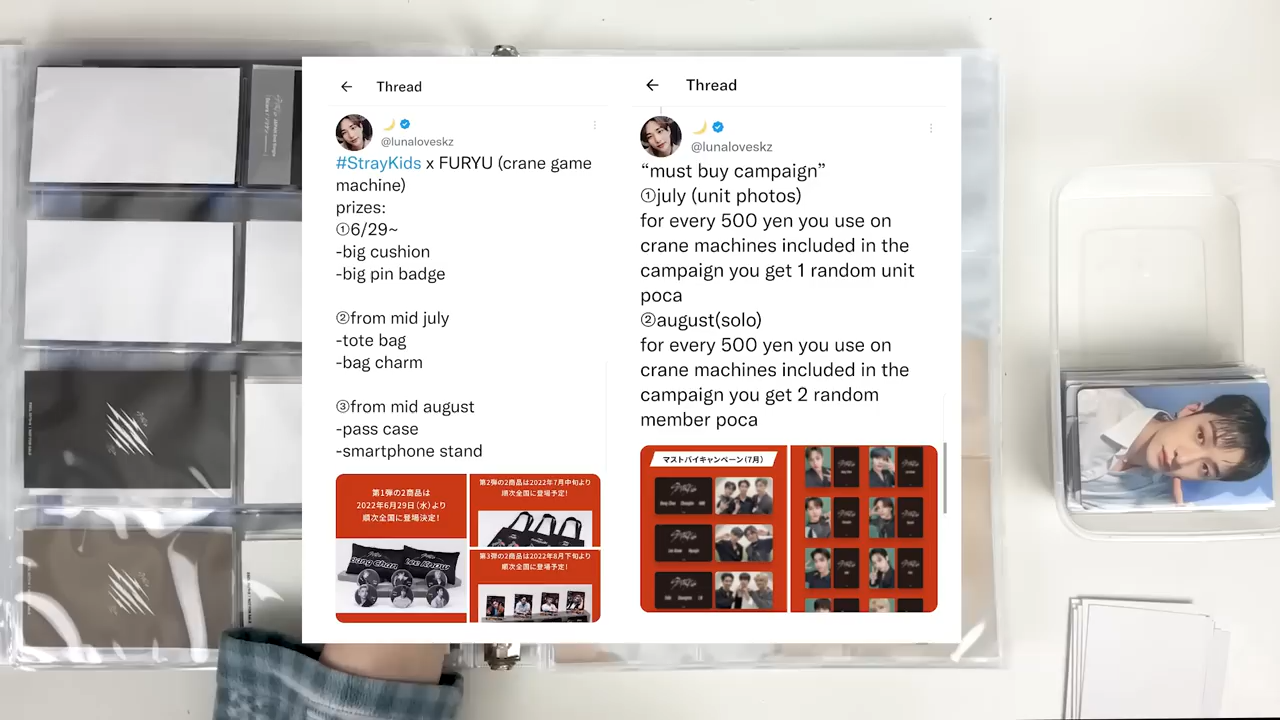 Thread
@lunaloveskz
#StrayKids x FURYU (crane game
machine)
prizes:
①6/29~
-big cushion
-big pin badge
②from mid july
-tote bag
-bag charm
③from mid august
-pass case
-smartphone stand
第1弾の2商品は
2022年6月29日(水)より
順次全国に登場決定!
Bang Chan
Lee Know
第2弾の2商品は2022年7月中旬より
順次全国に登場予定!
第3弾の2商品は2022年8月下旬より
順次全国に登場予定!
Thread
@lunaloveskz
“must buy campaign”
①july (unit photos)
for every 500 yen you use on
crane machines included in the
campaign you get 1 random unit
poca
②august(solo)
for every 500 yen you use on
crane machines included in the
campaign you get 2 random
member poca
マストバイキャンペーン(7月)